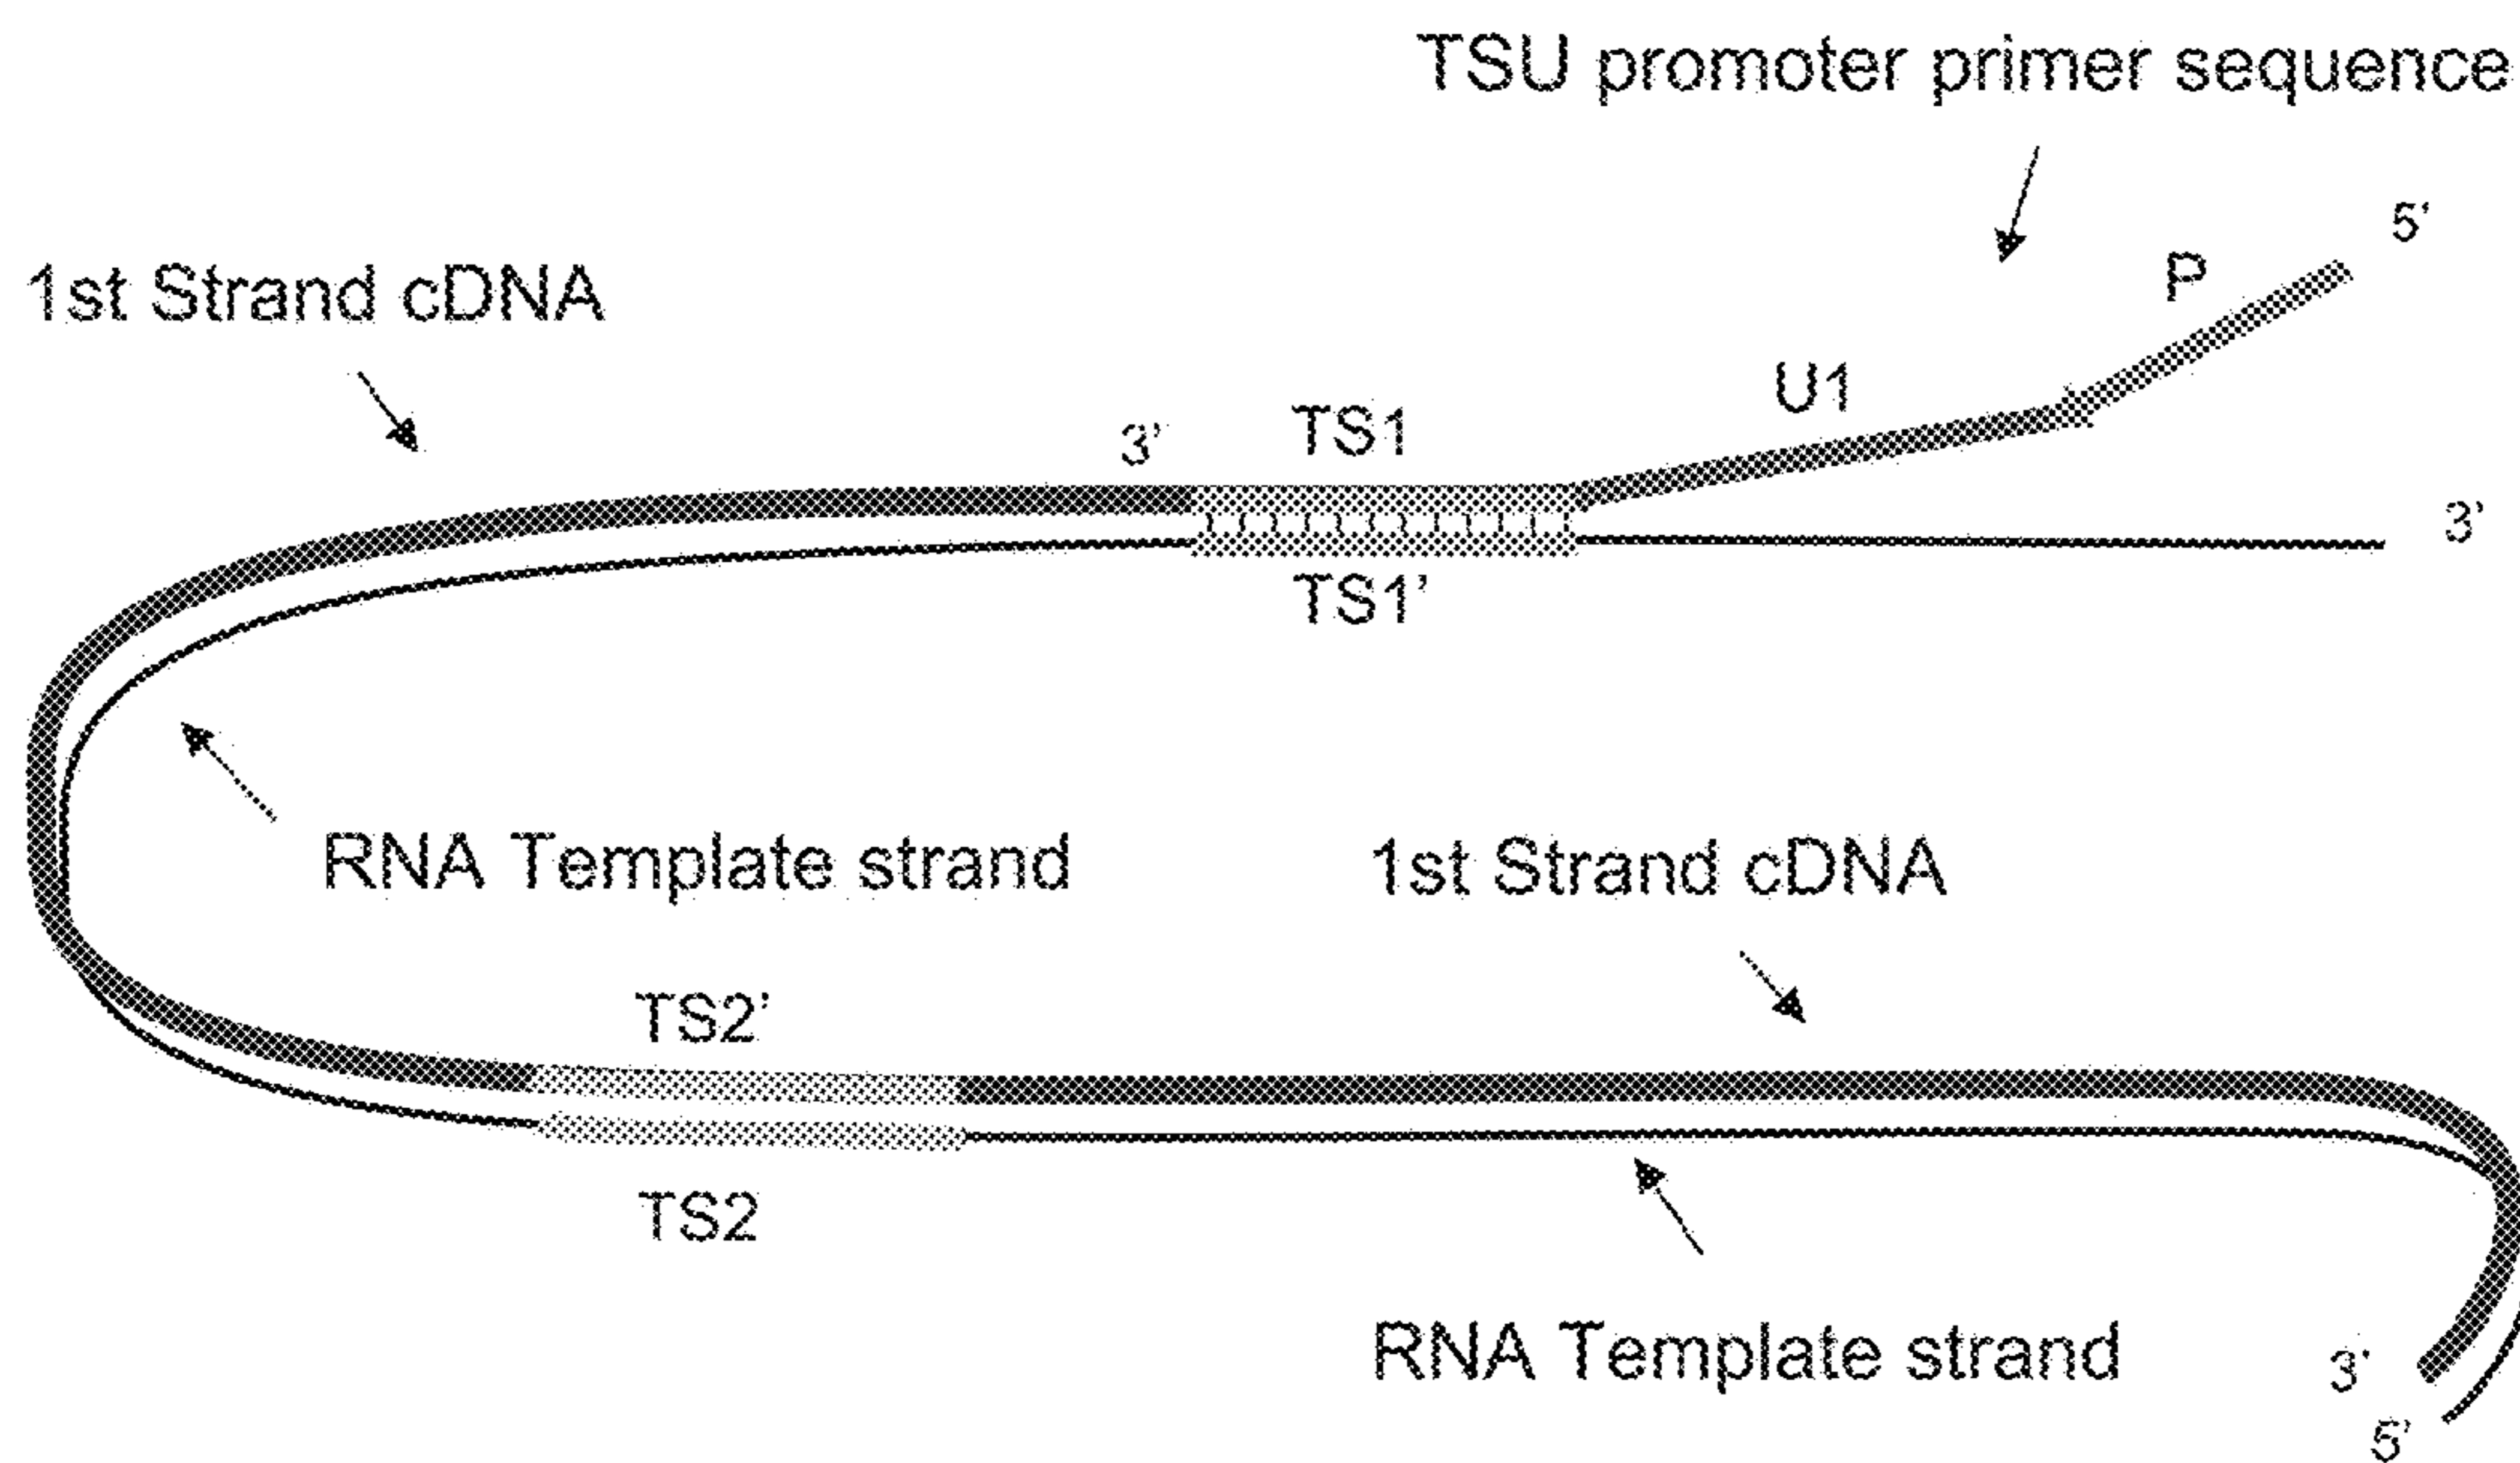 TSU promoter primer sequence
5'
P
1st Strand cDNA
U1
TS1
3'
3'
TS1'
RNA Template strand
1st Strand cDNA
TS2'
TS2
RNA Template strand
3'
5'